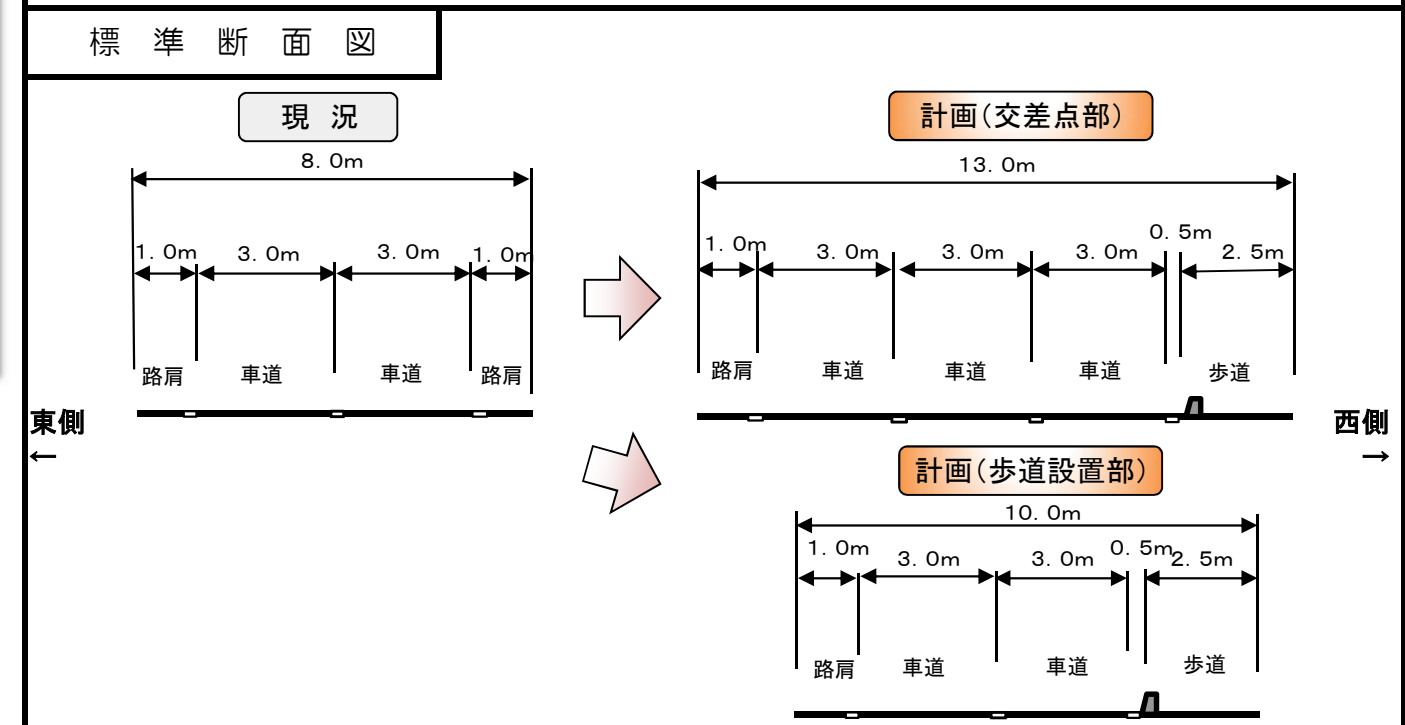 標準断面図
現況
8.0m
1.0m 3.0m 3.0m 1.0m
路肩 車道 車道 路肩
計画(交差点部)
13.0m
1.0m 3.0m 3.0m 3.0m 0.5m 2.5m
路肩 車道 車道 車道 歩道
東側
←
西側
→
計画(歩道設置部)
10.0m
1.0m 3.0m 3.0m 0.5m 2.5m
路肩 車道 車道 歩道